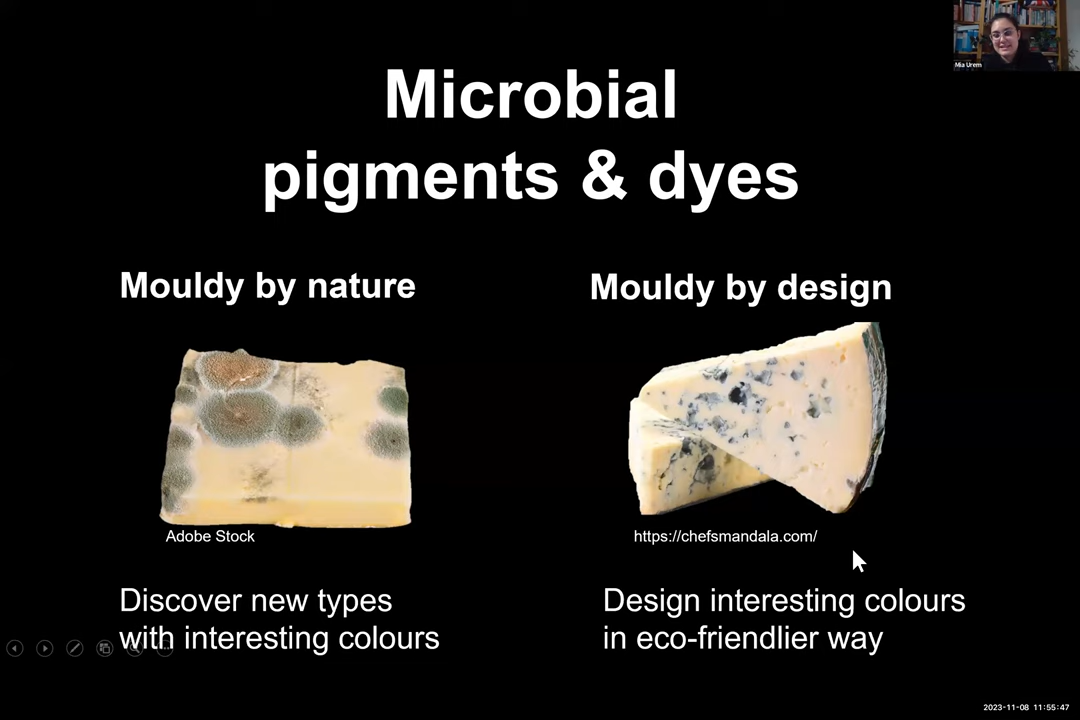 Mia Urem
Microbial
pigments & dyes
Mouldy by nature
Mouldy by design
Adobe Stock
https://chefsmandala.com/
Discover new types
with interesting colours
Design interesting colours
in eco-friendlier way
2023-11-08 11:55:47